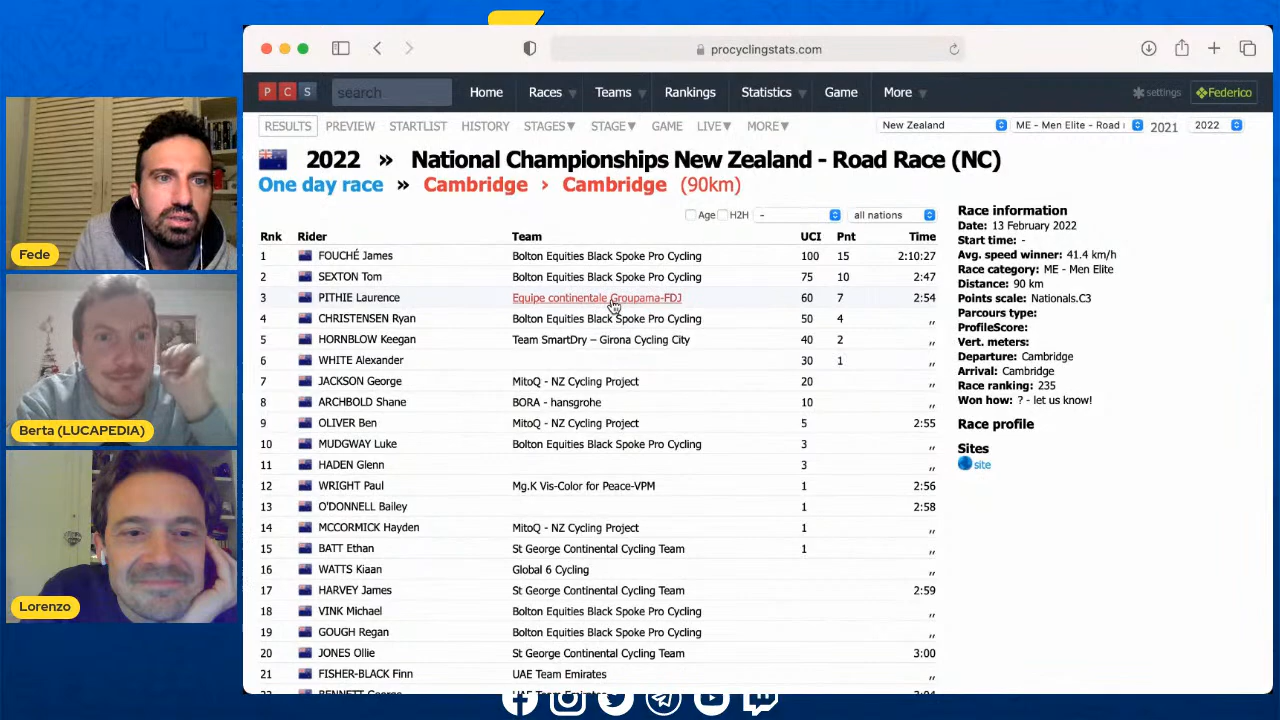 procyclingstats.com
P C S search Home Races Teams Rankings Statistics Game More settings Federico
RESULTS PREVIEW STARTLIST HISTORY STAGES▼ STAGE▼ GAME LIVE▼ MORE▼ New Zealand ME - Men Elite - Road 2021 2022
2022 » National Championships New Zealand - Road Race (NC)
One day race » Cambridge › Cambridge (90km)
Age H2H - all nations
Rnk Rider Team UCI Pnt Time
1 FOUCHÉ James Bolton Equities Black Spoke Pro Cycling 100 15 2:10:27
2 SEXTON Tom Bolton Equities Black Spoke Pro Cycling 75 10 2:47
3 PITHIE Laurence Equipe continentale Groupama-FDJ 60 7 2:54
4 CHRISTENSEN Ryan Bolton Equities Black Spoke Pro Cycling 50 4 ,,
5 HORNBLOW Keegan Team SmartDry – Girona Cycling City 40 2 ,,
6 WHITE Alexander 30 1 ,,
7 JACKSON George MitoQ - NZ Cycling Project 20 ,,
8 ARCHBOLD Shane BORA - hansgrohe 10 ,,
9 OLIVER Ben MitoQ - NZ Cycling Project 5 2:55
10 MUDGWAY Luke Bolton Equities Black Spoke Pro Cycling 3 ,,
11 HADEN Glenn 3 ,,
12 WRIGHT Paul Mg.K Vis-Color for Peace-VPM 1 2:56
13 O'DONNELL Bailey 1 2:58
14 MCCORMICK Hayden MitoQ - NZ Cycling Project 1 ,,
15 BATT Ethan St George Continental Cycling Team 1 ,,
16 WATTS Kiaan Global 6 Cycling ,,
17 HARVEY James St George Continental Cycling Team 2:59
18 VINK Michael Bolton Equities Black Spoke Pro Cycling ,,
19 GOUGH Regan Bolton Equities Black Spoke Pro Cycling ,,
20 JONES Ollie St George Continental Cycling Team 3:00
21 FISHER-BLACK Finn UAE Team Emirates ,,
Race information
Date: 13 February 2022
Start time: -
Avg. speed winner: 41.4 km/h
Race category: ME - Men Elite
Distance: 90 km
Points scale: Nationals.C3
Parcours type:
ProfileScore:
Vert. meters:
Departure: Cambridge
Arrival: Cambridge
Race ranking: 235
Won how: ? - let us know!
Race profile
Sites
site
Fede
Berta (LUCAPEDIA)
Lorenzo